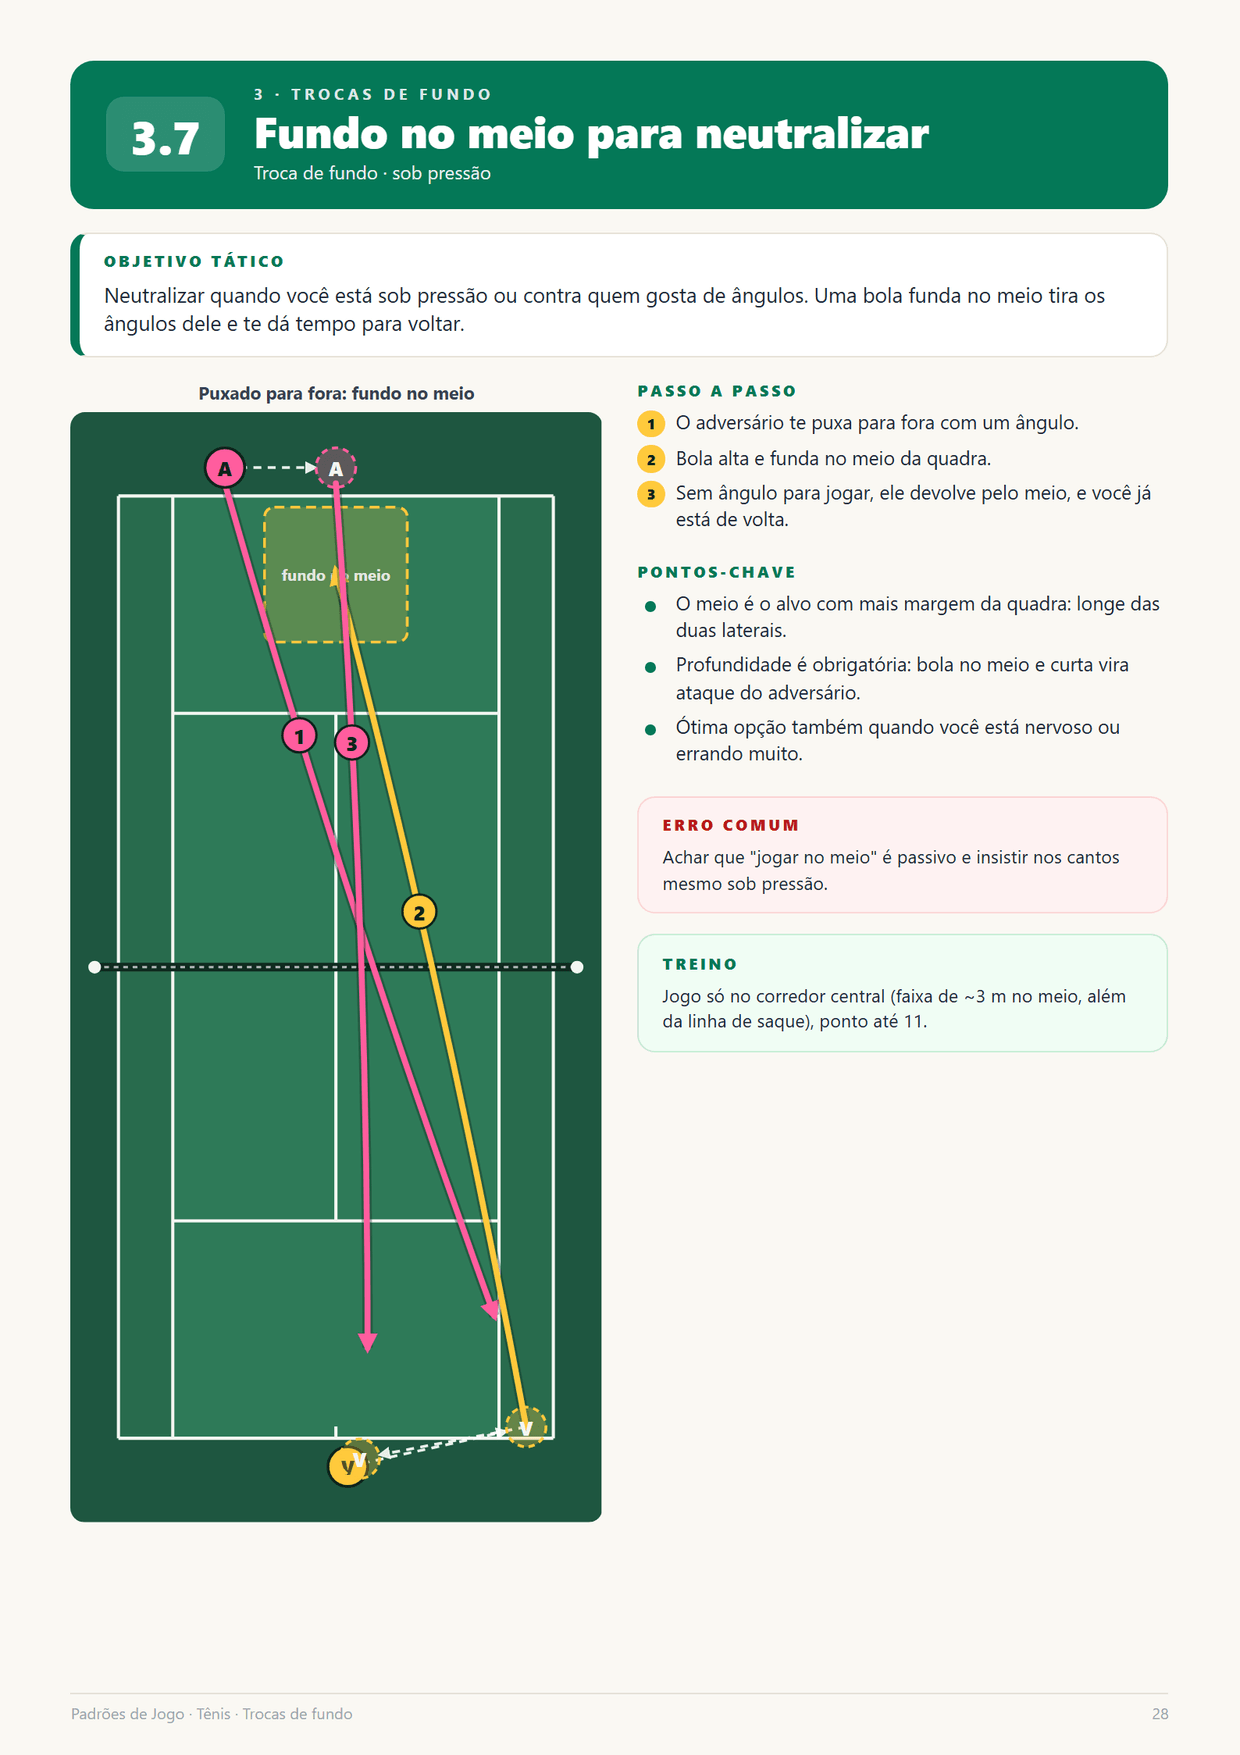 3 · TROCAS DE FUNDO
3.7
Fundo no meio para neutralizar
Troca de fundo · sob pressão
OBJETIVO TÁTICO
Neutralizar quando você está sob pressão ou contra quem gosta de ângulos. Uma bola funda no meio tira os
ângulos dele e te dá tempo para voltar.
Puxado para fora: fundo no meio
A
A
fundo no meio
1
3
2
V
V
V
PASSO A PASSO
1 O adversário te puxa para fora com um ângulo.
2 Bola alta e funda no meio da quadra.
3 Sem ângulo para jogar, ele devolve pelo meio, e você já
está de volta.
PONTOS-CHAVE
O meio é o alvo com mais margem da quadra: longe das
duas laterais.
Profundidade é obrigatória: bola no meio e curta vira
ataque do adversário.
Ótima opção também quando você está nervoso ou
errando muito.
ERRO COMUM
Achar que "jogar no meio" é passivo e insistir nos cantos
mesmo sob pressão.
TREINO
Jogo só no corredor central (faixa de ~3 m no meio, além
da linha de saque), ponto até 11.
Padrões de Jogo · Tênis · Trocas de fundo
28